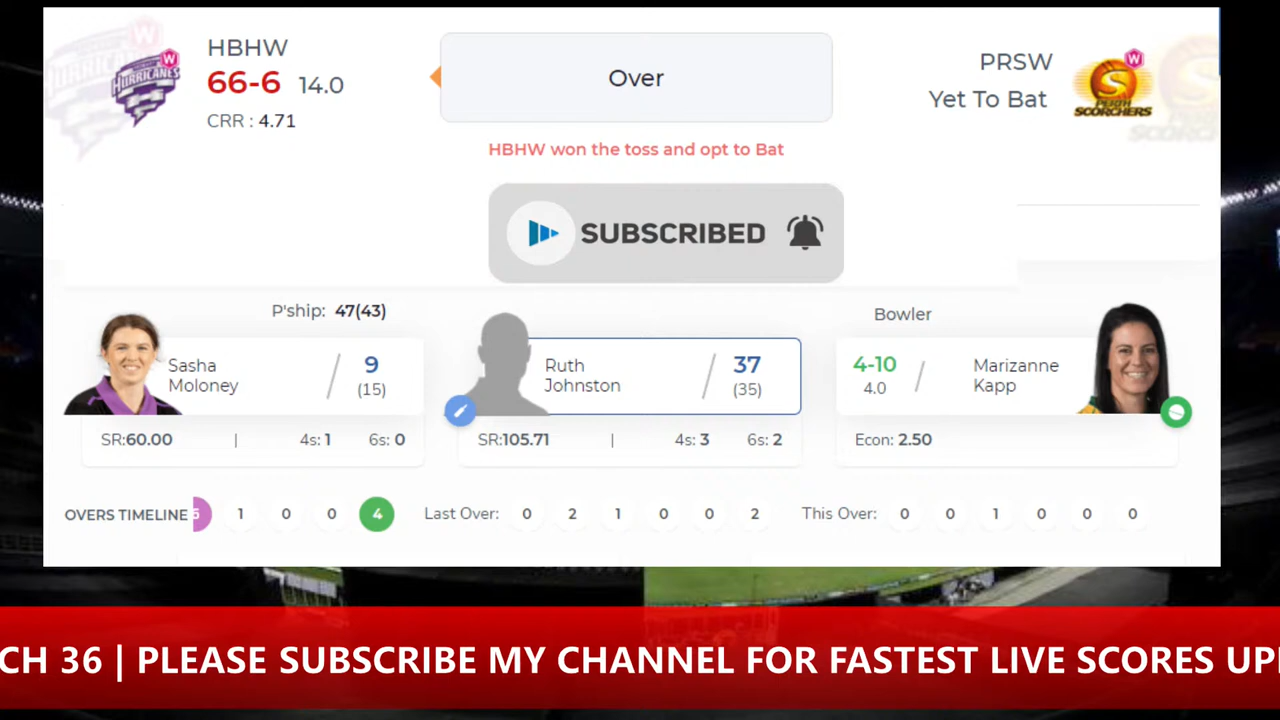 HBHW
66-6 14.0
CRR : 4.71
Over
HBHW won the toss and opt to Bat
PRSW
Yet To Bat
HURRICANES
W
PERTH
SCORCHERS
W
SUBSCRIBED
P'ship: 47(43)
Sasha
Moloney
9
(15)
SR:60.00 | 4s: 1 6s: 0
Ruth
Johnston
37
(35)
SR:105.71 | 4s: 3 6s: 2
Bowler
4-10
4.0
Marizanne
Kapp
Econ: 2.50
OVERS TIMELINE 6 1 0 0 4 Last Over: 0 2 1 0 0 2 This Over: 0 0 1 0 0 0
CH 36 | PLEASE SUBSCRIBE MY CHANNEL FOR FASTEST LIVE SCORES